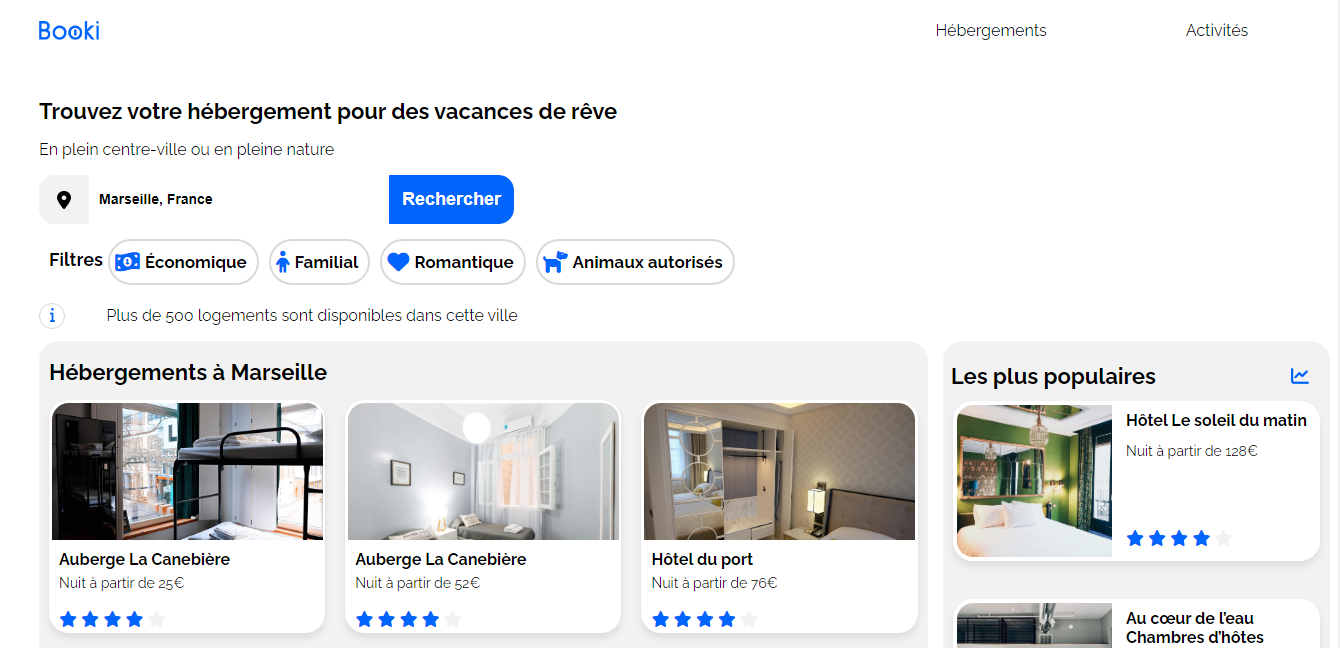 Booki
Hébergements
Activités
Trouvez votre hébergement pour des vacances de rêve
En plein centre-ville ou en pleine nature
Marseille, France
Rechercher
Filtres
Économique
Familial
Romantique
Animaux autorisés
Plus de 500 logements sont disponibles dans cette ville
Hébergements à Marseille
Auberge La Canebière
Nuit à partir de 25€
Auberge La Canebière
Nuit à partir de 52€
Hôtel du port
Nuit à partir de 76€
Les plus populaires
Hôtel Le soleil du matin
Nuit à partir de 128€
Au cœur de l’eau
Chambres d’hôtes